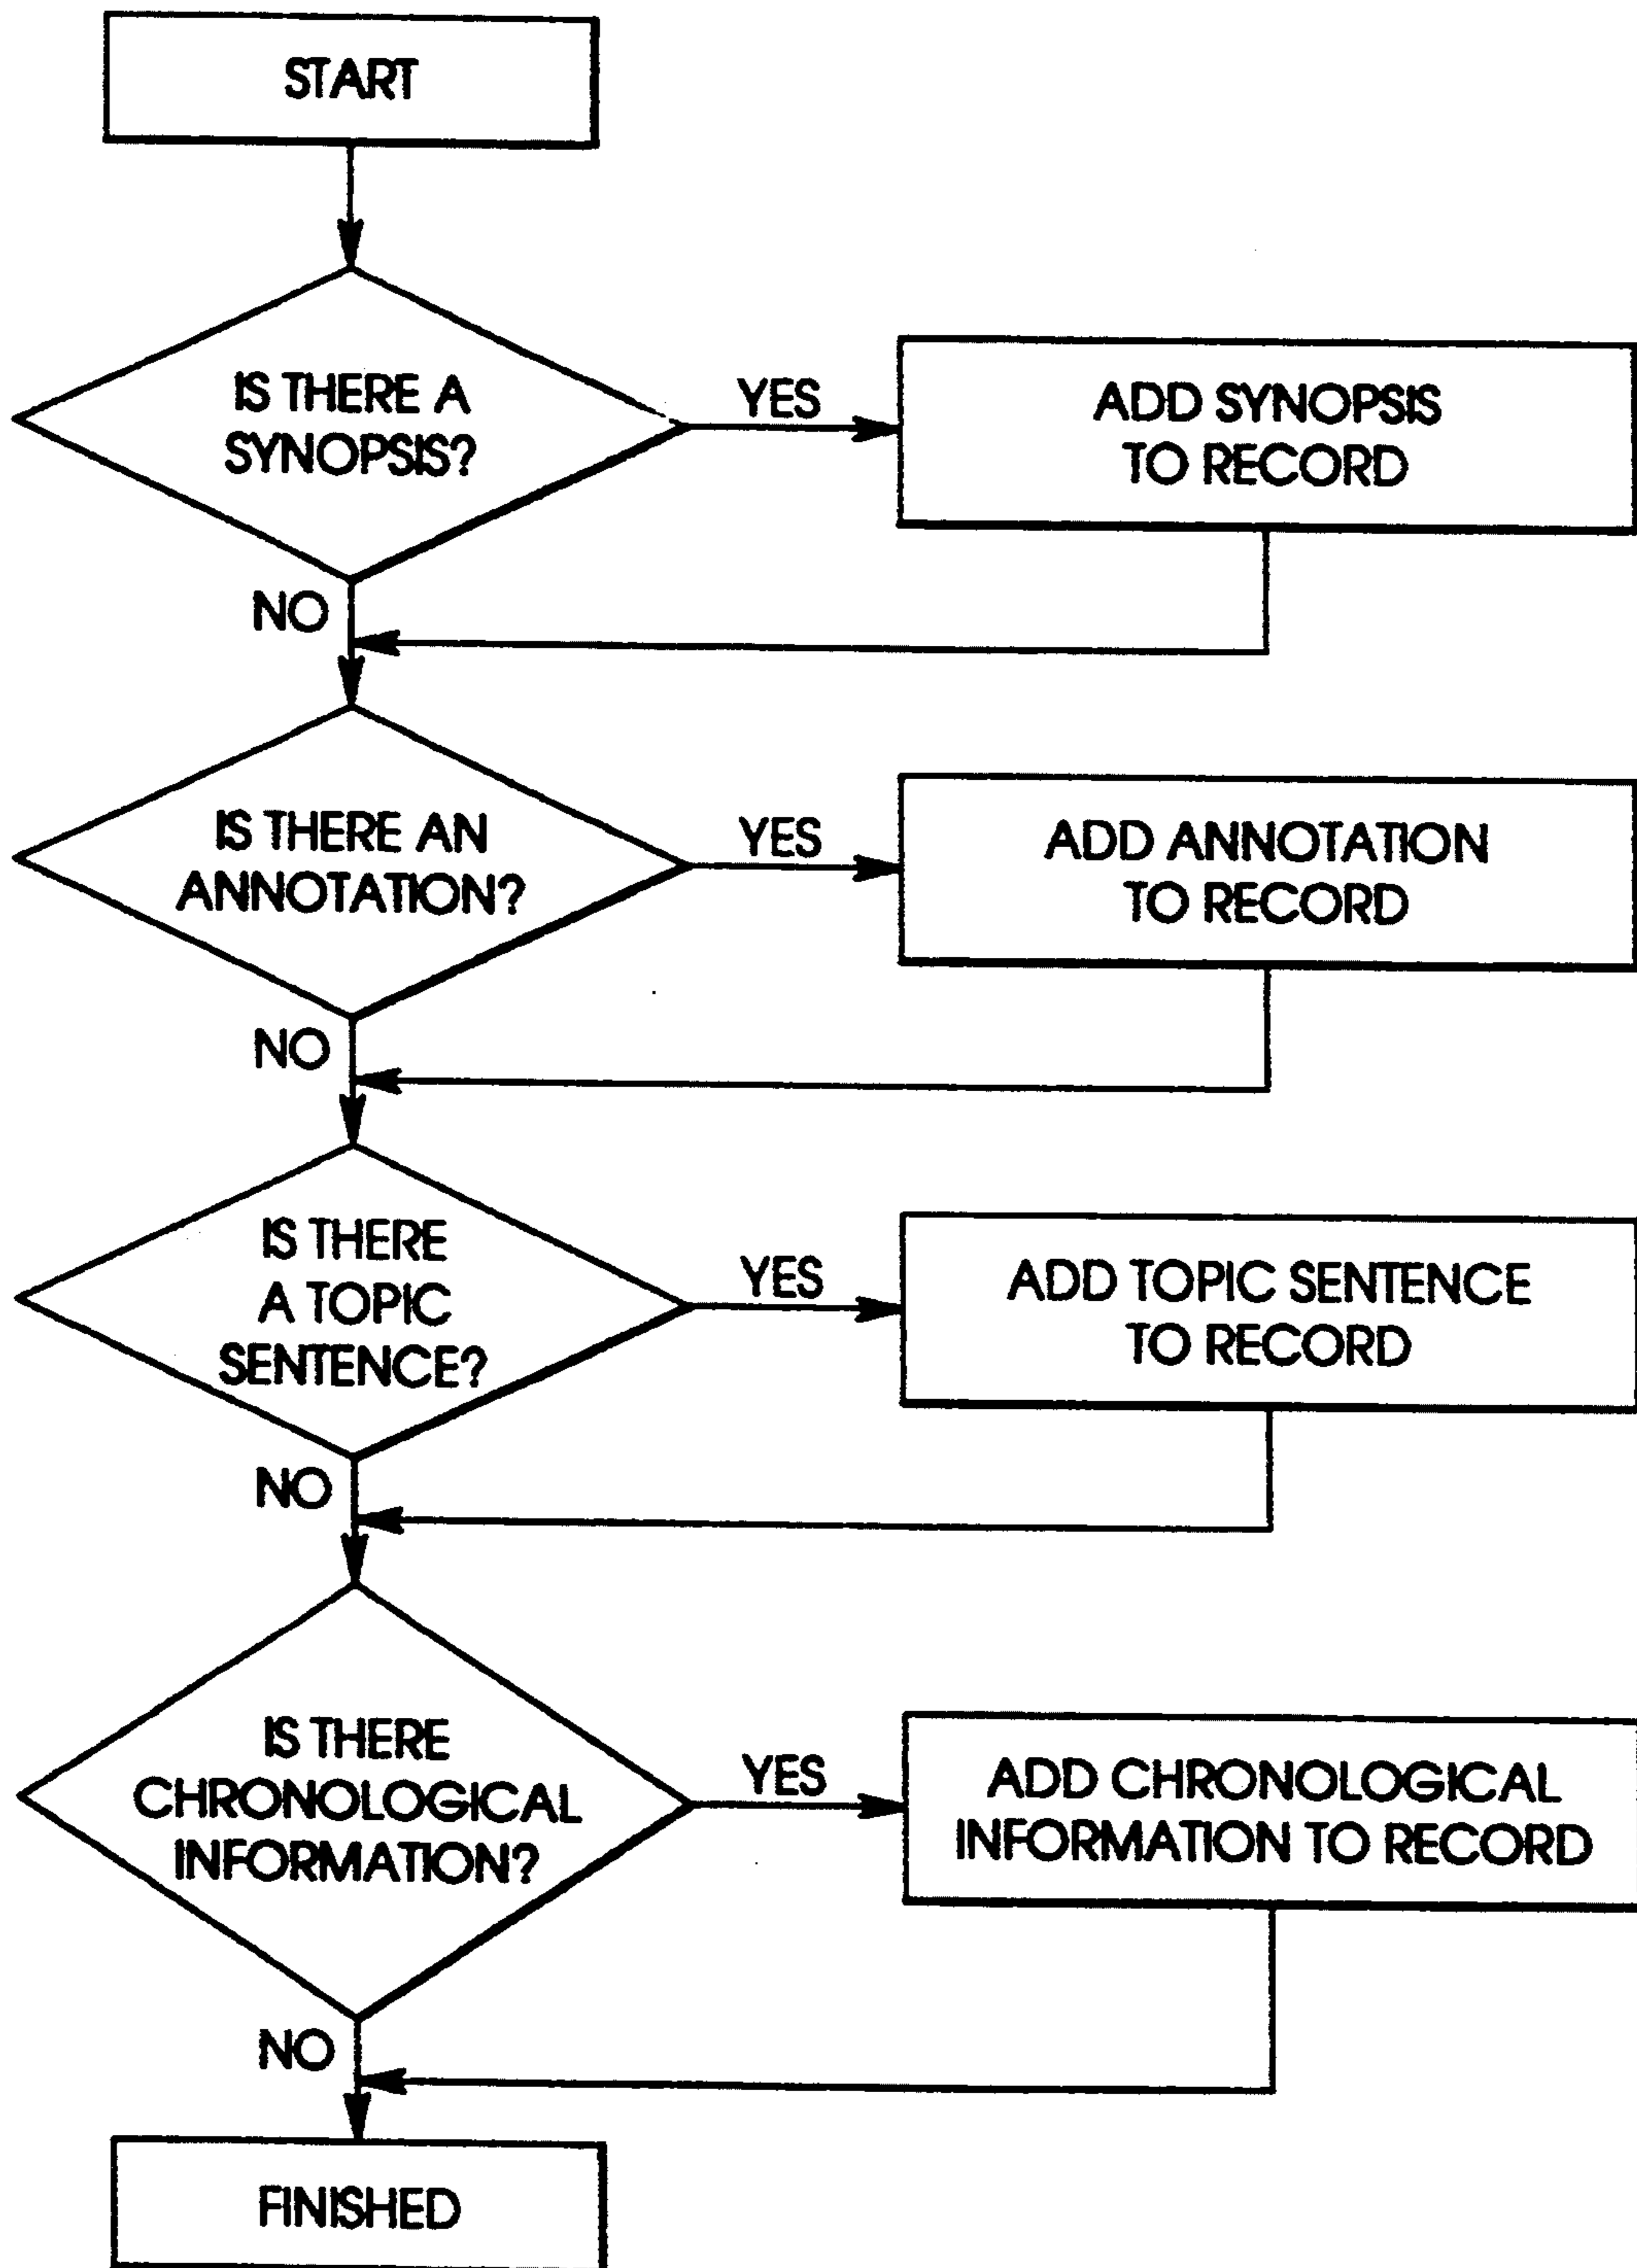 START
IS THERE A
SYNOPSIS?
YES
ADD SYNOPSIS
TO RECORD
NO
IS THERE AN
ANNOTATION?
YES
ADD ANNOTATION
TO RECORD
NO
IS THERE
A TOPIC
SENTENCE?
YES
ADD TOPIC SENTENCE
TO RECORD
NO
IS THERE
CHRONOLOGICAL
INFORMATION?
YES
ADD CHRONOLOGICAL
INFORMATION TO RECORD
NO
FINISHED